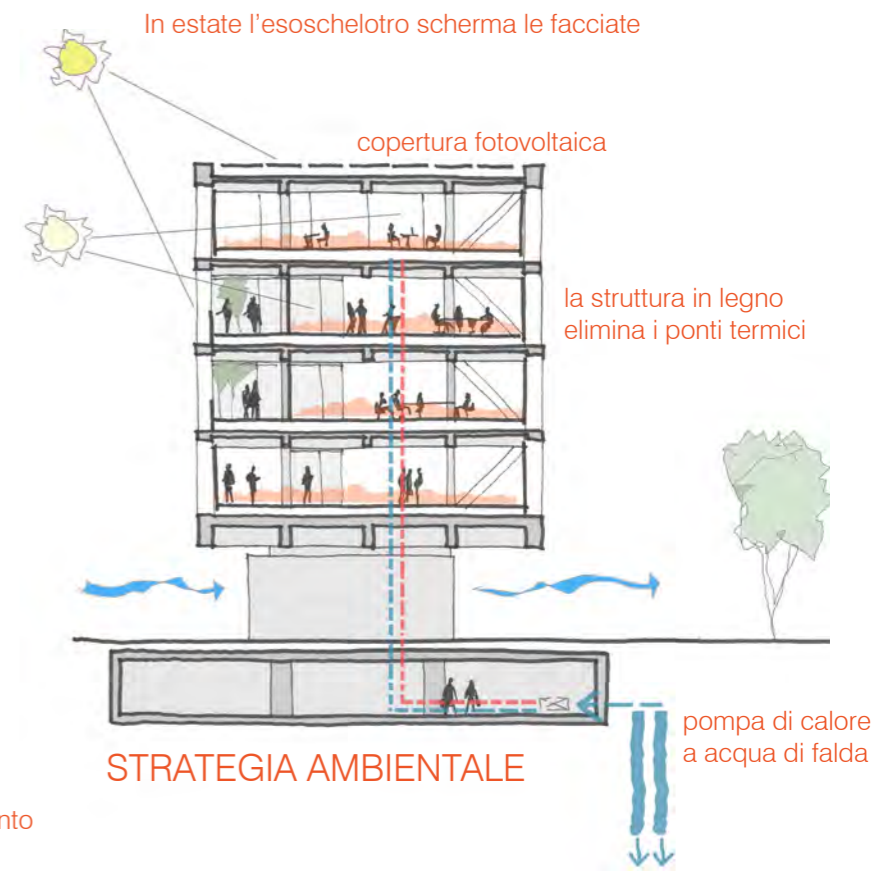 In estate l'esoschelotro scherma le facciate
copertura fotovoltaica
la struttura in legno
elimina i ponti termici
pompa di calore
a acqua di falda
STRATEGIA AMBIENTALE